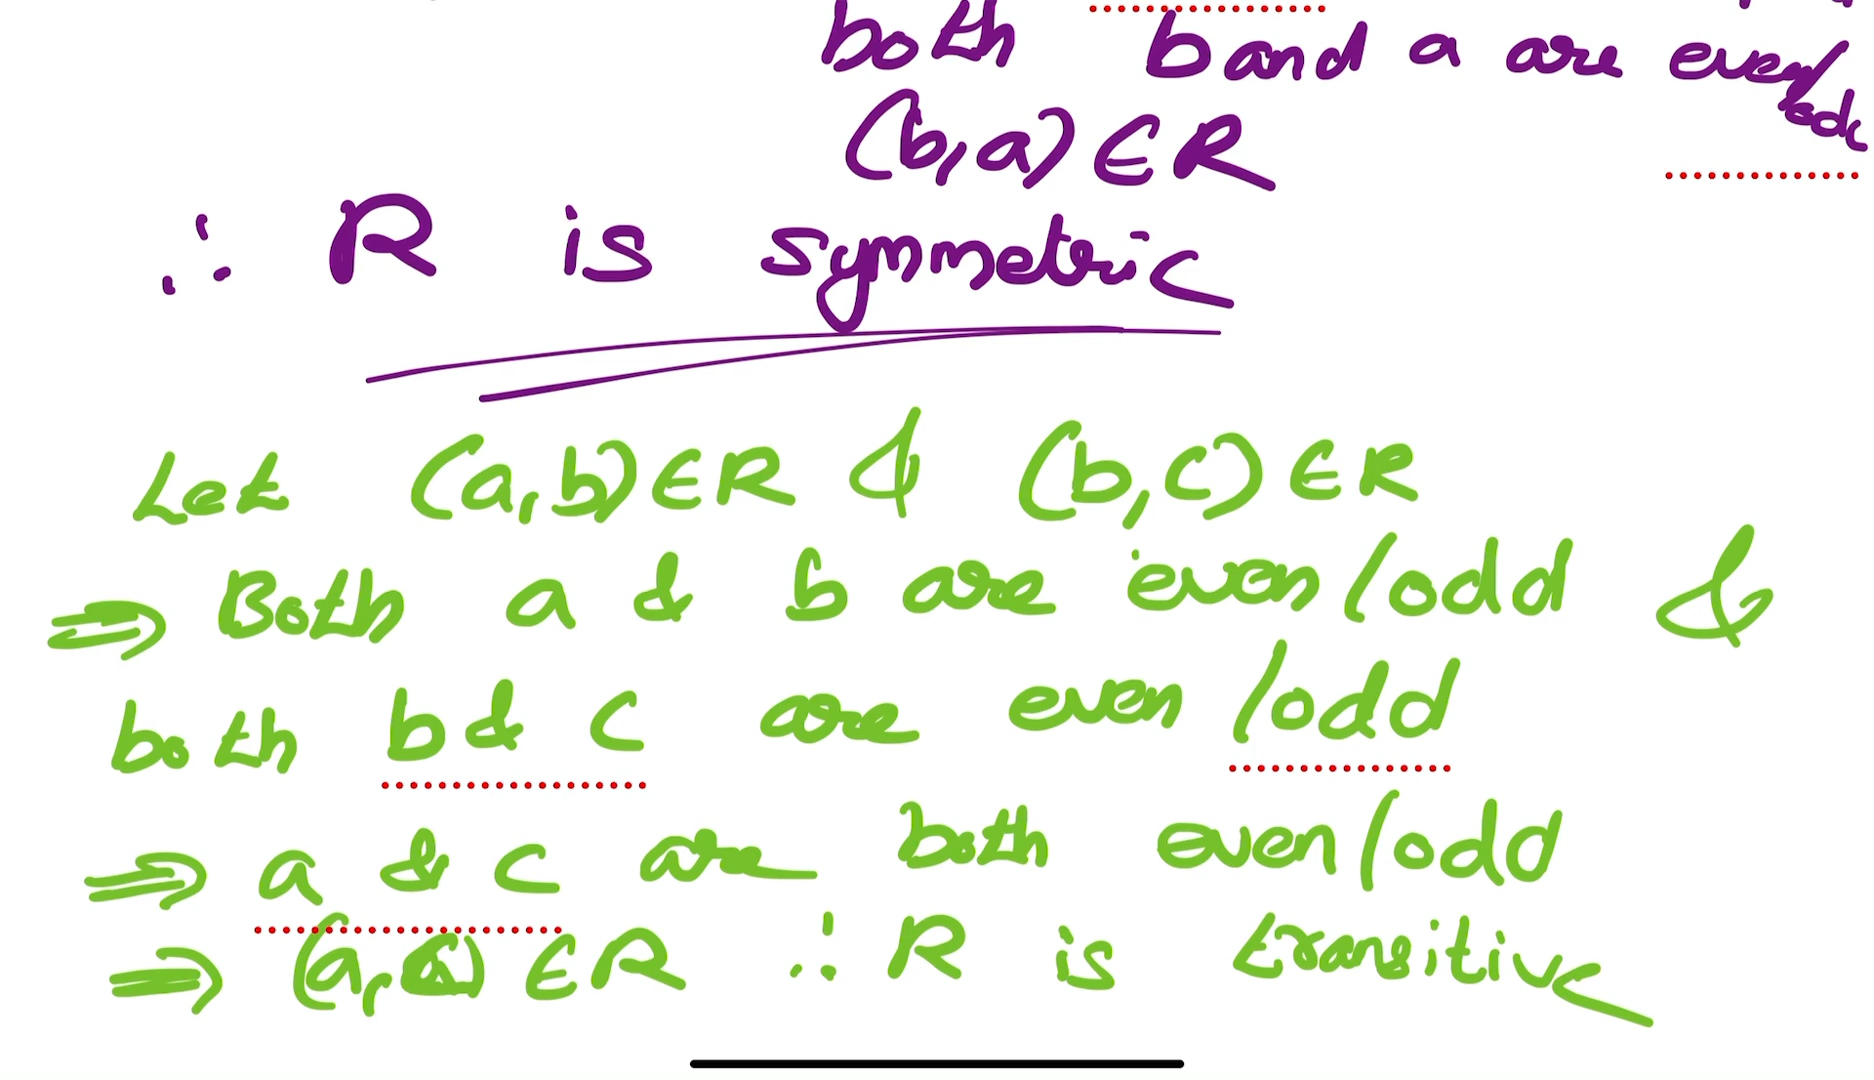 both b and a are even/
odd
(b,a) ∈ R
∴ R is symmetric
Let (a,b) ∈ R & (b,c) ∈ R
⇒ Both a & b are even/odd &
both b & c are even/odd
⇒ a & c are both even/odd
⇒ (a,c) ∈ R ∴ R is transitive